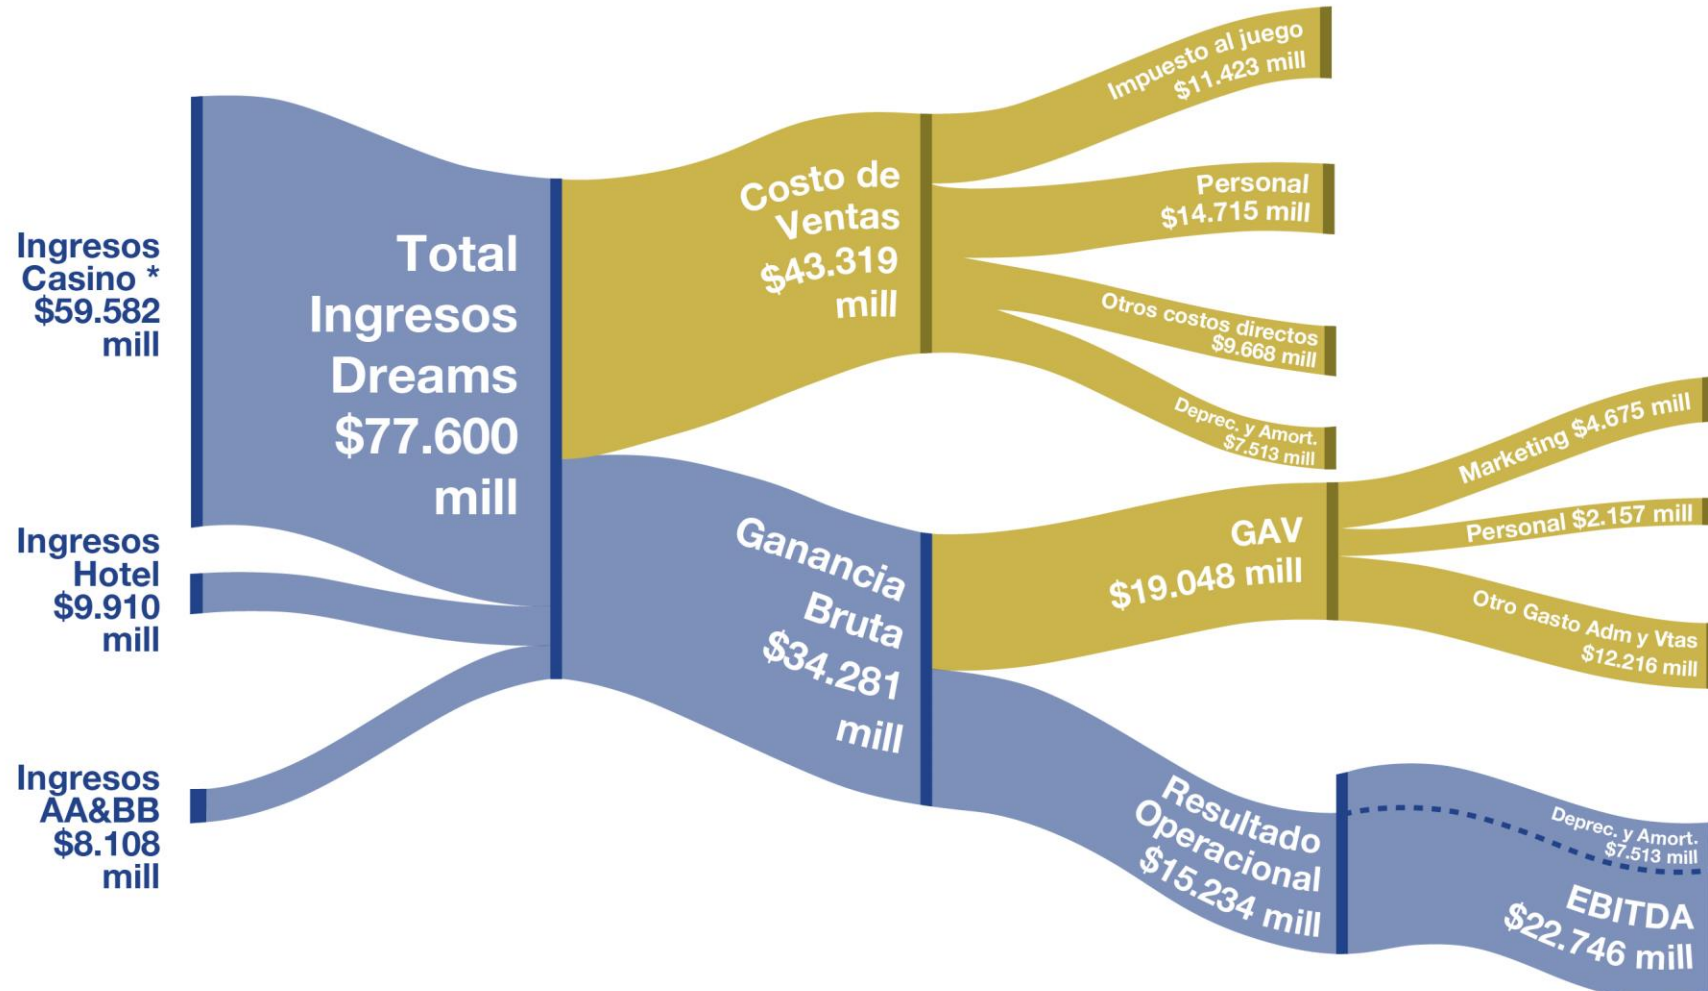 Ingresos
Casino *
$59.582
mill
Ingresos
Hotel
$9.910
mill
Ingresos
AA&BB
$8.108
mill
Total
Ingresos
Dreams
$77.600
mill
Costo de
Ventas
$43.319
mill
Ganancia
Bruta
$34.281
mill
Impuesto al juego
$11.423 mill
Personal
$14.715 mill
Otros costos directos
$9.668 mill
Deprec. y Amort.
$7.513 mill
GAV
$19.048 mill
Resultado
Operacional
$15.234 mill
Marketing $4.675 mill
Personal $2.157 mill
Otro Gasto Adm y Vtas
$12.216 mill
Deprec. y Amort.
$7.513 mill
EBITDA
$22.746 mill